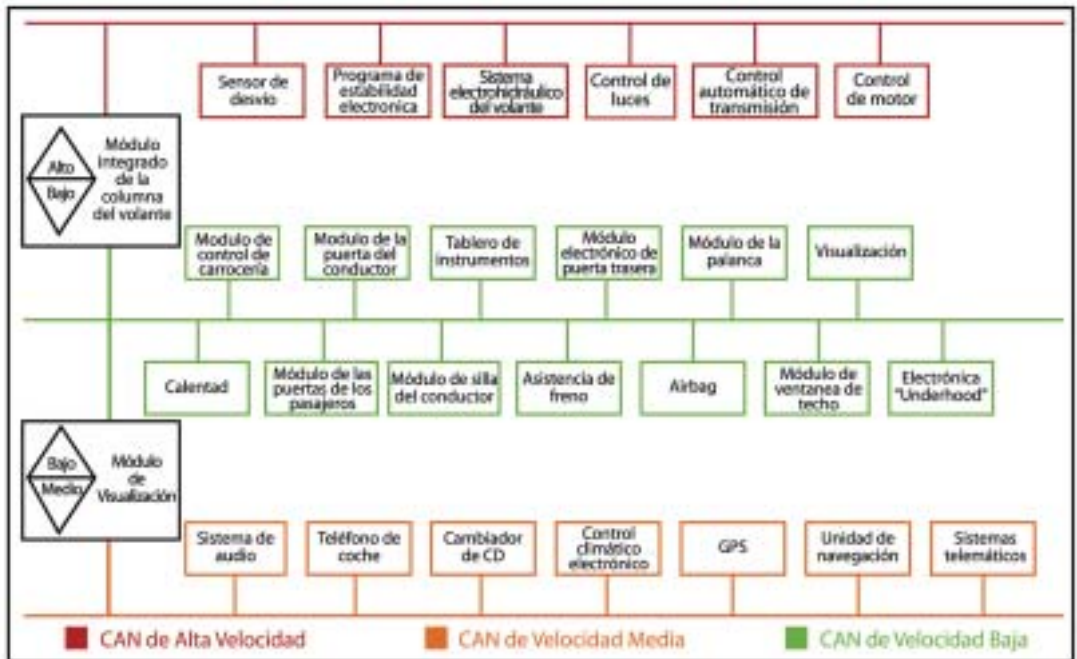 Sensor de
desvío
Programa de
estabilidad
electronica
Sistema
electrohidráulico
del volante
Control de
luces
Control
automático de
transmisión
Control
de motor
Alto
Bajo
Módulo
integrado
de la
columna
del volante
Modulo de
control de
carrocería
Modulo de la
puerta del
conductor
Tablero de
instrumentos
Módulo
electrónico de
puerta trasera
Módulo de la
palanca
Visualización
Calentad
Módulo de las
puertas de los
pasajeros
Módulo de silla
del conductor
Asistencia de
freno
Airbag
Módulo de
ventanea de
techo
Electrónica
"Underhood"
Bajo
Medio
Módulo
de
Visualización
Sistema de
audio
Teléfono de
coche
Cambiador
de CD
Control
climático
electrónico
GPS
Unidad de
navegación
Sistemas
telemáticos
CAN de Alta Velocidad
CAN de Velocidad Media
CAN de Velocidad Baja